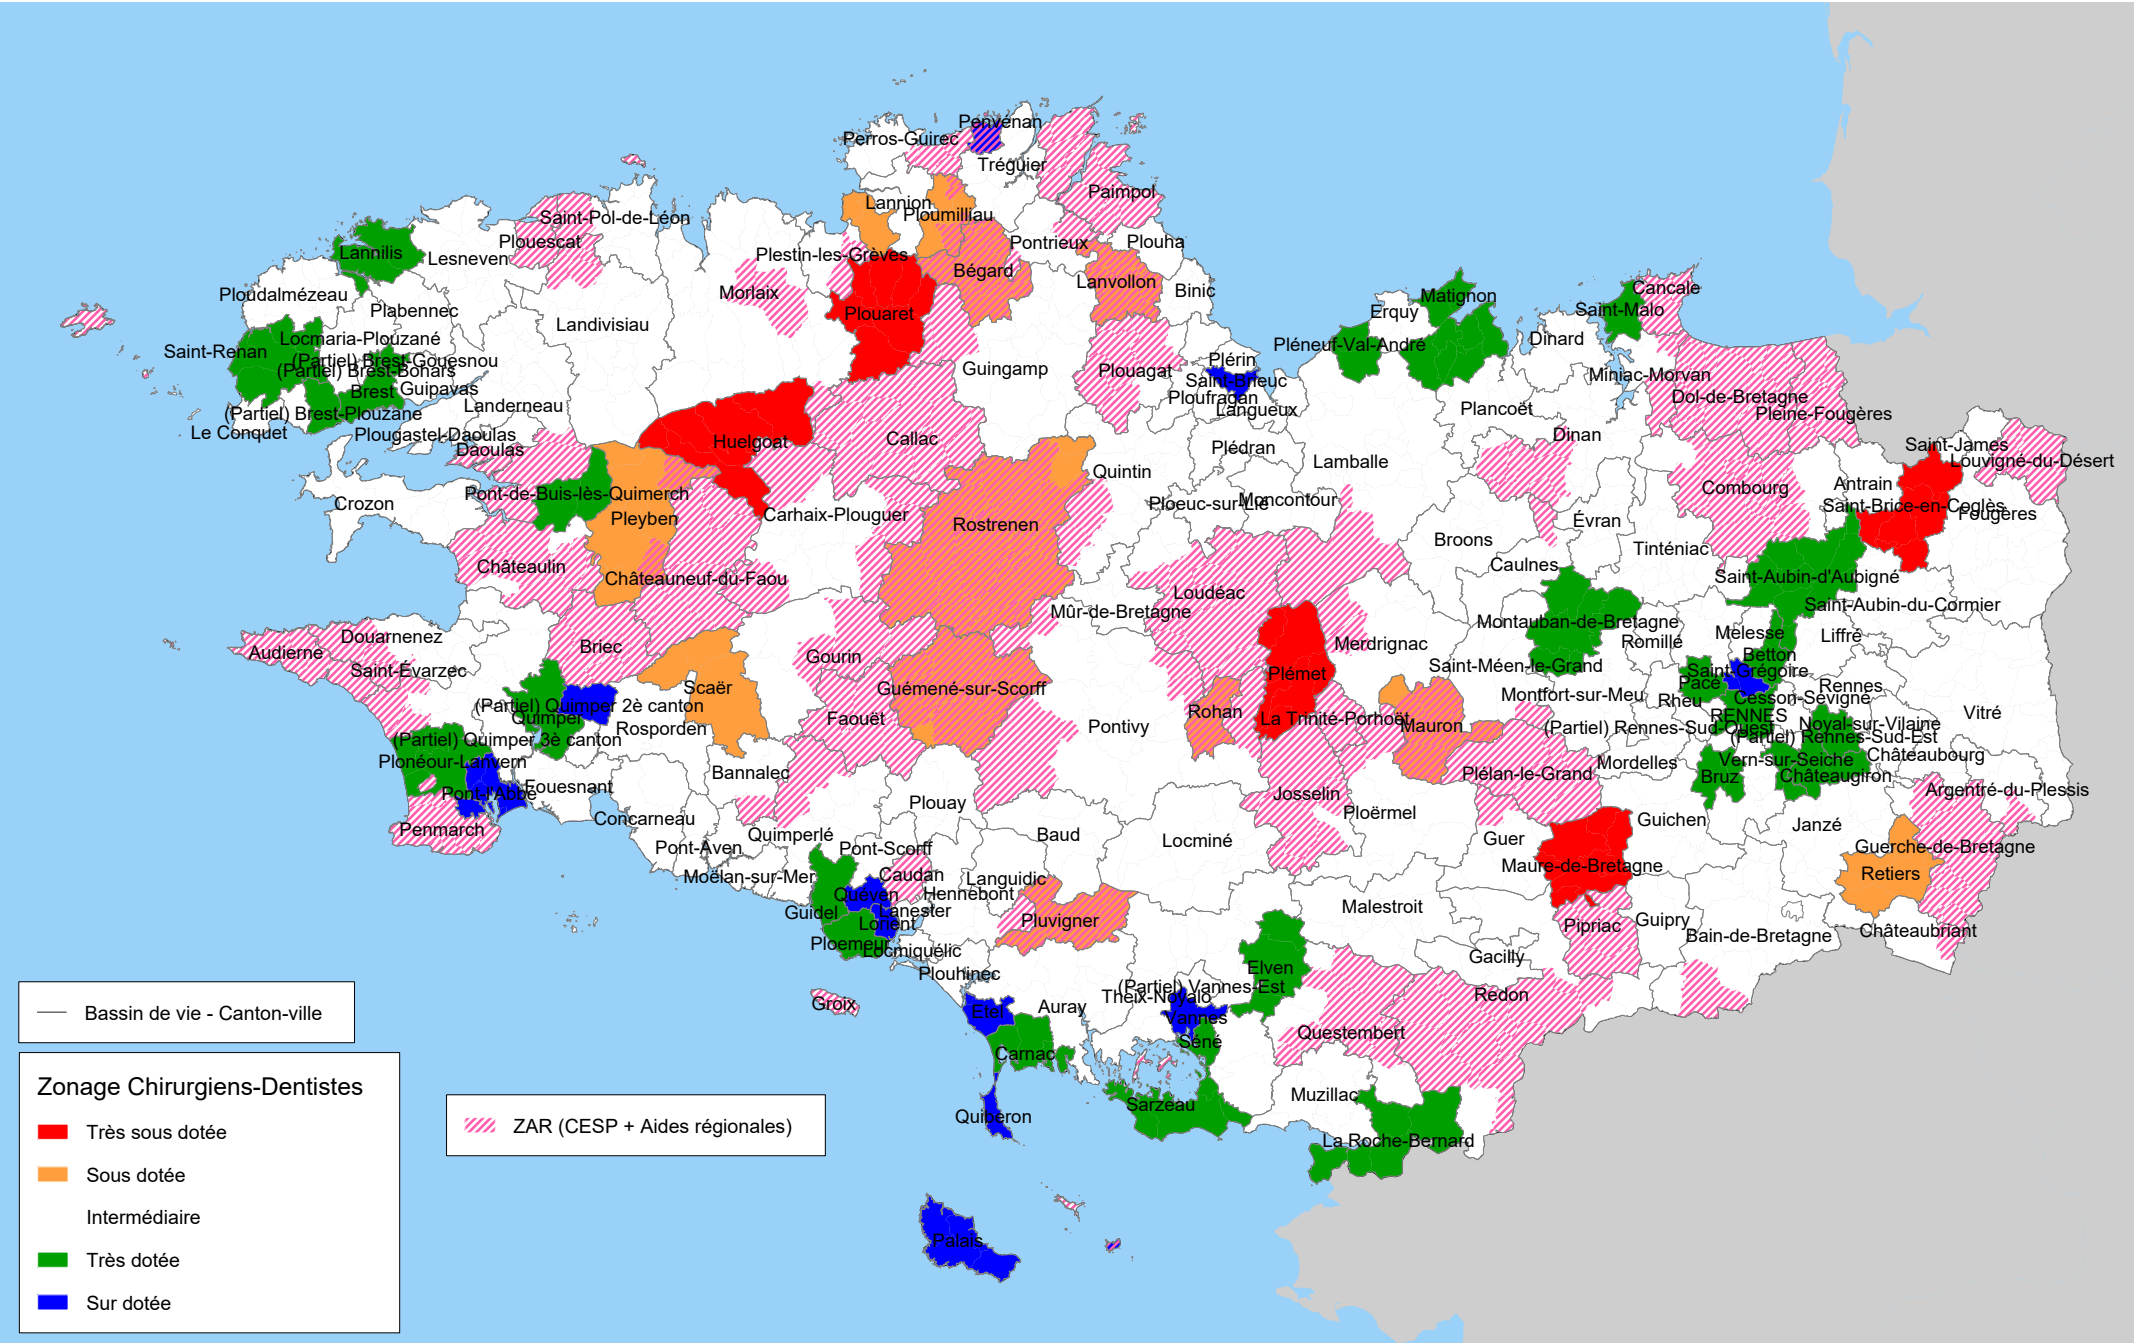 Penvénan
Perros-Guirec
Tréguier
Paimpol
Lannion
Ploumilliau
Saint-Pol-de-Léon
Plouescat
Pontrieux
Plouha
Lannilis
Lesneven
Plestin-les-Grèves
Bégard
Lanvollon
Binic
Morlaix
Ploudalmézeau
Plabennec
Plouaret
Landivisiau
Matignon
Cancale
Saint-Malo
Erquy
Locmaria-Plouzané
Saint-Renan
(Partiel) Brest-Gouesnou
(Partiel) Brest-Bohars
Brest
Guipavas
Guingamp
Plouagat
Plérin
Saint-Brieuc
Ploufragan
Langueux
Pléneuf-Val-André
Dinard
Miniac-Morvan
Dol-de-Bretagne
Pleine-Fougères
(Partiel) Brest-Plouzane
Landerneau
Le Conquet
Plougastel-Daoulas
Daoulas
Huelgoat
Callac
Plédran
Plancoët
Dinan
Lamballe
Saint-James
Louvigné-du-Désert
Quintin
Crozon
Pont-de-Buis-lès-Quimerch
Pleyben
Carhaix-Plouguer
Rostrenen
Ploeuc-sur-Lié
Moncontour
Évran
Combourg
Antrain
Saint-Brice-en-Coglès
Fougères
Broons
Tinténiac
Caulnes
Châteaulin
Châteauneuf-du-Faou
Loudéac
Mûr-de-Bretagne
Saint-Aubin-d'Aubigné
Saint-Aubin-du-Cormier
Montauban-de-Bretagne
Romillé
Melesse
Liffré
Betton
Douarnenez
Audierne
Saint-Évarzec
Briec
Gourin
Merdrignac
Saint-Méen-le-Grand
Saint-Grégoire
Pacé
Scaër
Guémené-sur-Scorff
Plémet
Montfort-sur-Meu
Rheu
Cesson-Sévigné
Rennes
RENNES
(Partiel) Quimper 2è canton
Quimper
Rosporden
Faouët
Pontivy
Rohan
La Trinité-Porhoët
Mauron
(Partiel) Rennes-Sud-Ouest
Noyal-sur-Vilaine
(Partiel) Rennes-Sud-Est
Vitré
(Partiel) Quimper 3è canton
Plonéour-Lanvern
Pont-l'Abbé
Fouesnant
Bannalec
Plélan-le-Grand
Mordelles
Vern-sur-Seiche
Bruz
Châteaugiron
Châteaubourg
Argentré-du-Plessis
Penmarch
Concarneau
Quimperlé
Plouay
Baud
Locminé
Josselin
Ploërmel
Guer
Guichen
Janzé
Guerche-de-Bretagne
Retiers
Pont-Aven
Pont-Scorff
Moëlan-sur-Mer
Caudan
Quéven
Languidic
Hennebont
Lanester
Guidel
Lorient
Ploemeur
Locmiquélic
Pluvigner
Maure-de-Bretagne
Malestroit
Pipriac
Guipry
Bain-de-Bretagne
Châteaubriant
Gacilly
Plouhinec
Elven
(Partiel) Vannes-Est
Theix-Noyalo
Vannes
Séné
Redon
Groix
Etel
Auray
Carnac
Questembert
Muzillac
Sarzeau
Quiberon
La Roche-Bernard
Palais
Bassin de vie - Canton-ville
Zonage Chirurgiens-Dentistes
Très sous dotée
Sous dotée
Intermédiaire
Très dotée
Sur dotée
ZAR (CESP + Aides régionales)